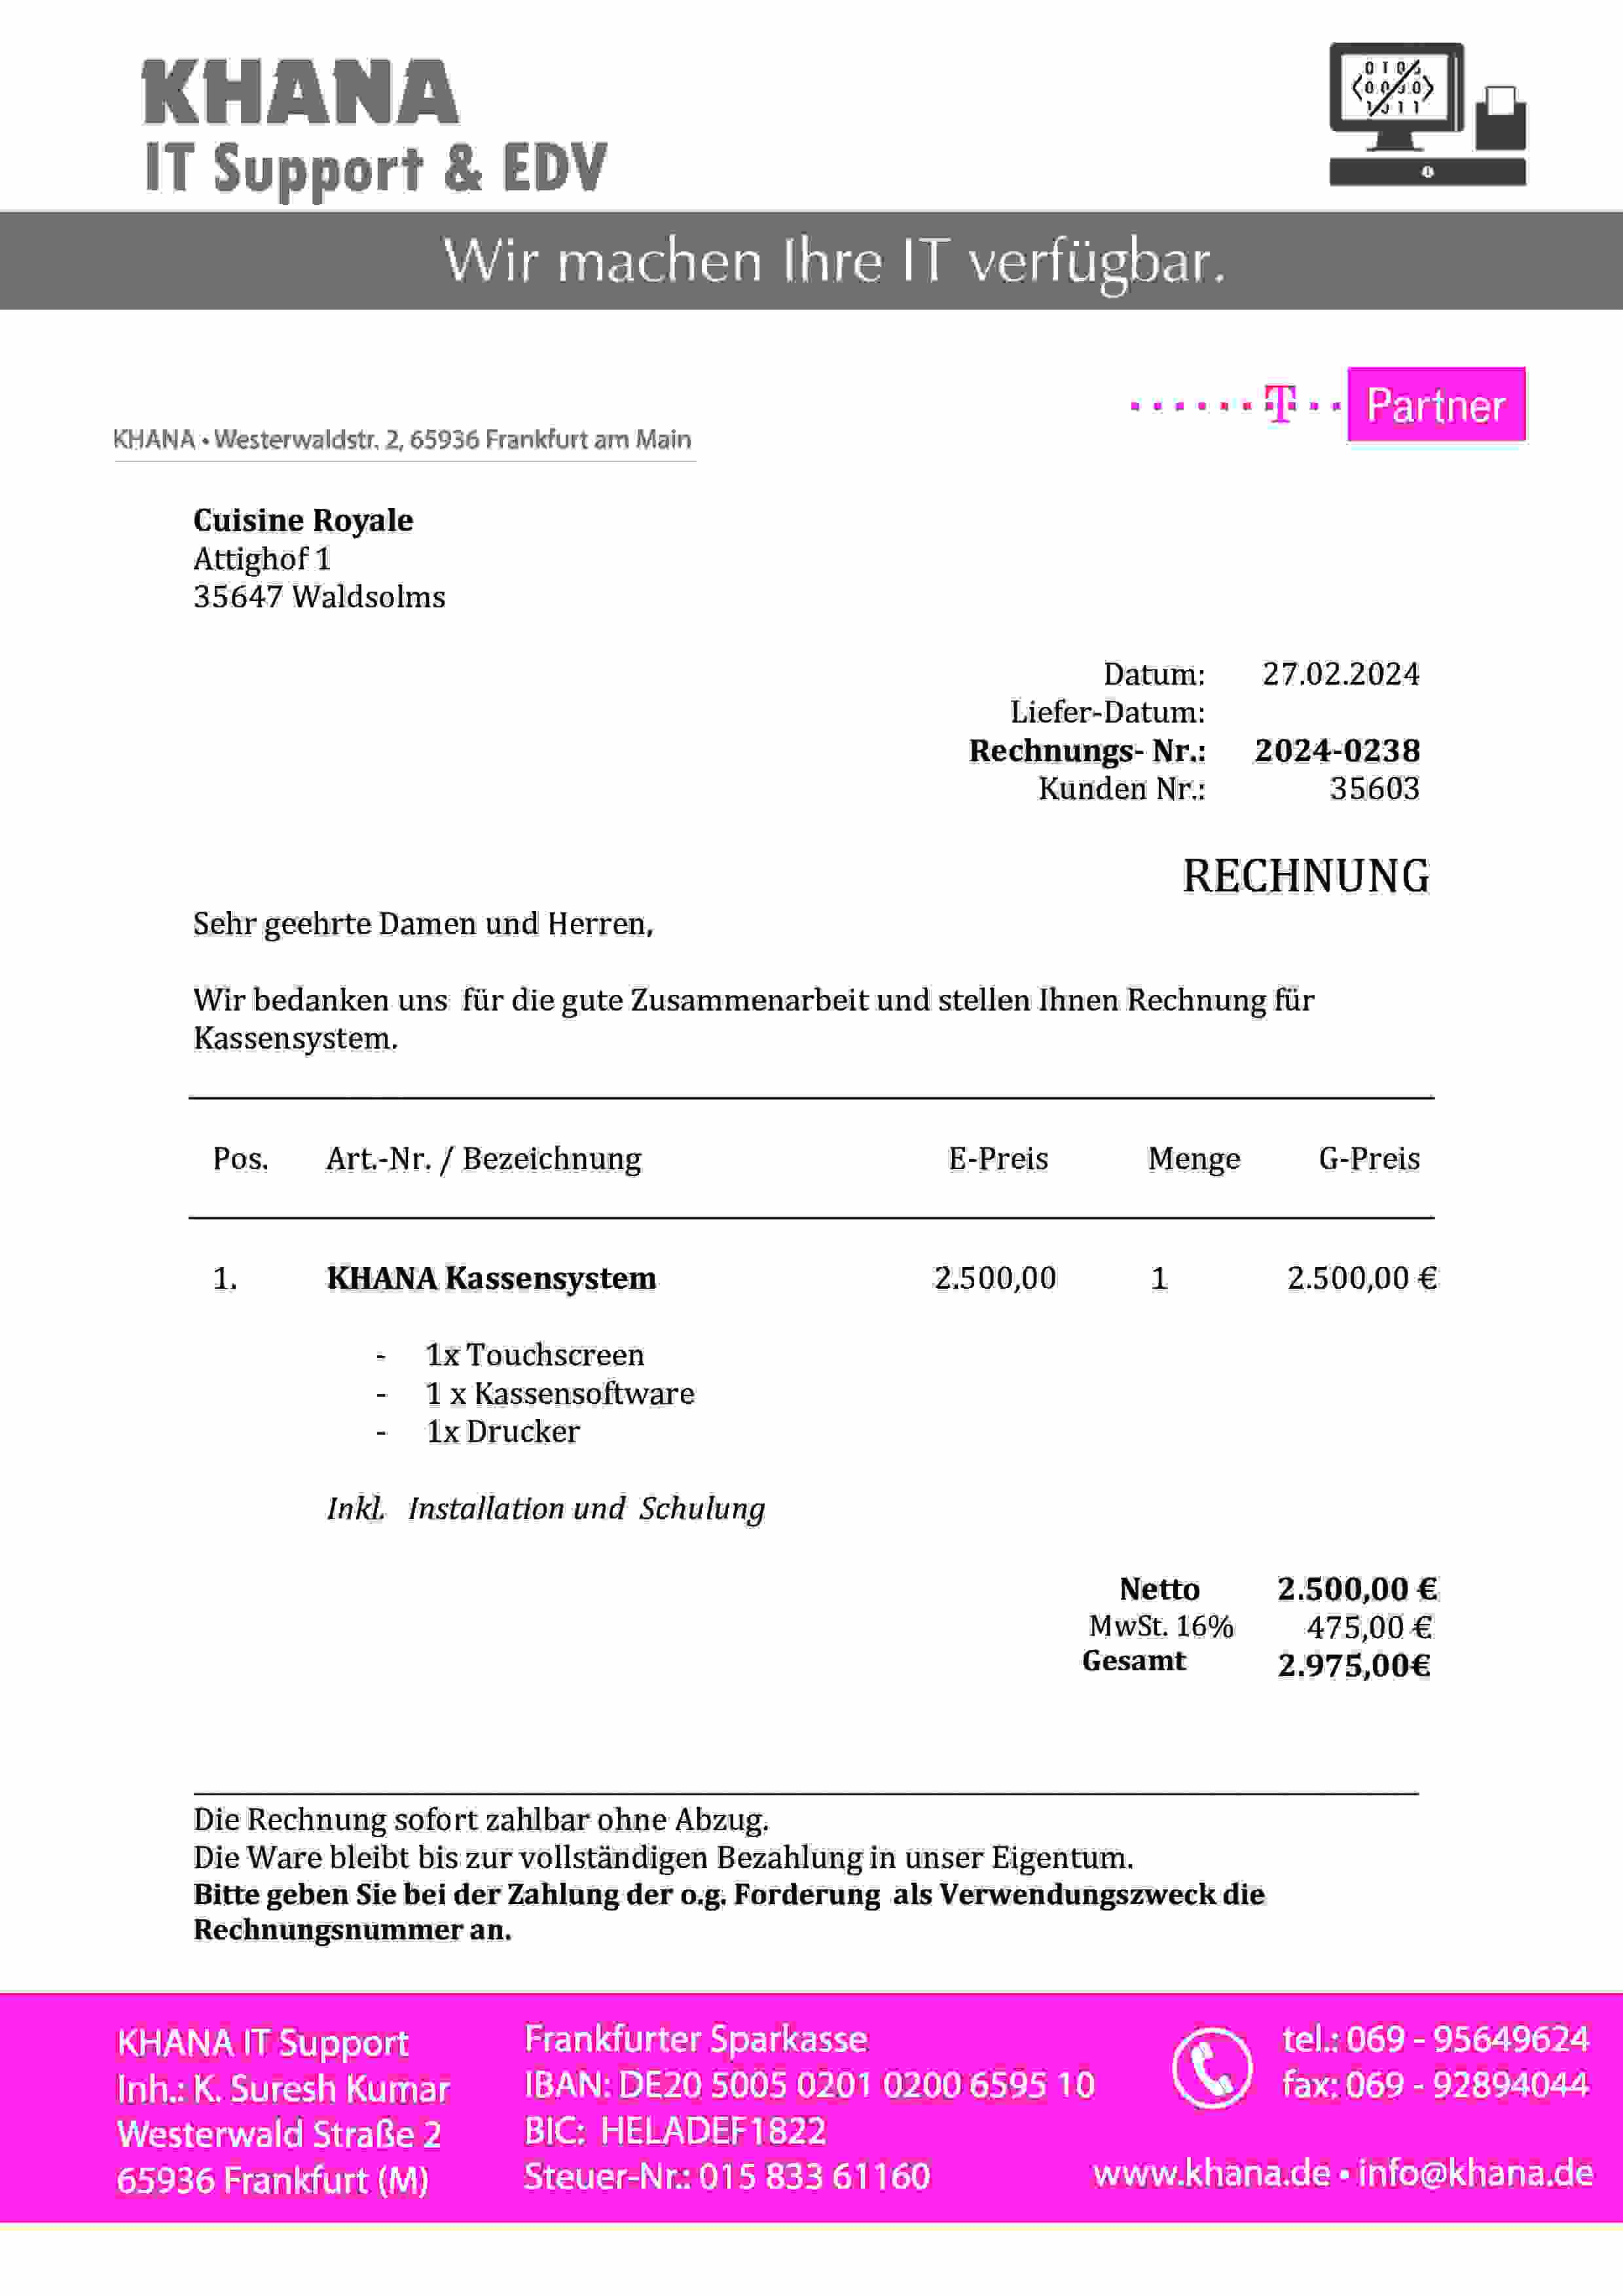 KHANA
IT Support & EDV
Wir machen Ihre IT verfügbar.
T Partner
KHANA • Westerwaldstr. 2, 65936 Frankfurt am Main
Cuisine Royale
Attighof 1
35647 Waldsolms
Datum: 27.02.2024
Liefer-Datum:
Rechnungs- Nr.: 2024-0238
Kunden Nr.: 35603
RECHNUNG
Sehr geehrte Damen und Herren,
Wir bedanken uns für die gute Zusammenarbeit und stellen Ihnen Rechnung für
Kassensystem.
Pos. Art.-Nr. / Bezeichnung E-Preis Menge G-Preis
1. KHANA Kassensystem 2.500,00 1 2.500,00 €
- 1x Touchscreen
- 1 x Kassensoftware
- 1x Drucker
Inkl. Installation und Schulung
Netto 2.500,00 €
MwSt. 16% 475,00 €
Gesamt 2.975,00€
Die Rechnung sofort zahlbar ohne Abzug.
Die Ware bleibt bis zur vollständigen Bezahlung in unser Eigentum.
Bitte geben Sie bei der Zahlung der o.g. Forderung als Verwendungszweck die
Rechnungsnummer an.
KHANA IT Support
Inh.: K. Suresh Kumar
Westerwald Straße 2
65936 Frankfurt (M)
Frankfurter Sparkasse
IBAN: DE20 5005 0201 0200 6595 10
BIC: HELADEF1822
Steuer-Nr.: 015 833 61160
tel.: 069 - 95649624
fax: 069 - 92894044
www.khana.de • info@khana.de